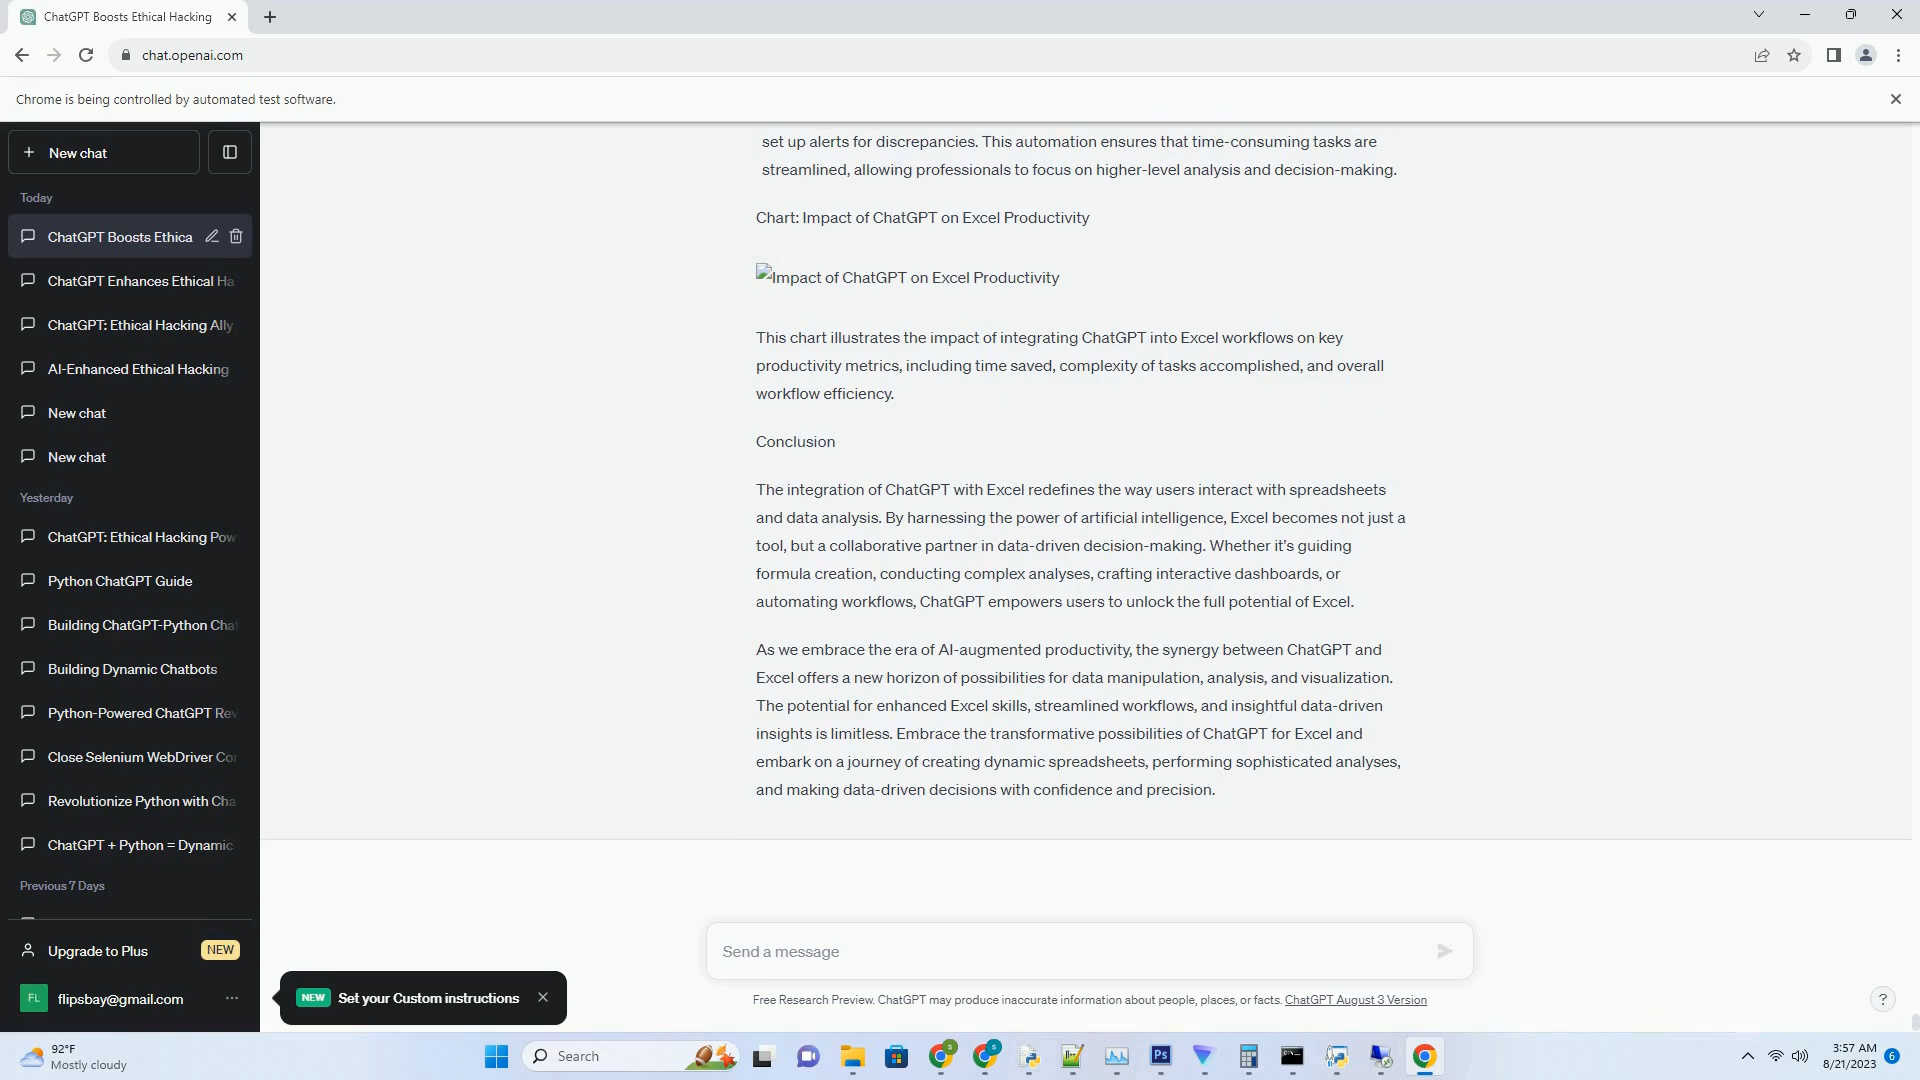 ChatGPT Boosts Ethical Hacking
chat.openai.com
Chrome is being controlled by automated test software.
New chat
Today
ChatGPT Boosts Ethica
ChatGPT Enhances Ethical Ha
ChatGPT: Ethical Hacking Ally
AI-Enhanced Ethical Hacking
New chat
New chat
Yesterday
ChatGPT: Ethical Hacking Pow
Python ChatGPT Guide
Building ChatGPT-Python Cha
Building Dynamic Chatbots
Python-Powered ChatGPT Rev
Close Selenium WebDriver Con
Revolutionize Python with Cha
ChatGPT + Python = Dynamic
Previous 7 Days
Upgrade to Plus NEW
FL flipsbay@gmail.com
set up alerts for discrepancies. This automation ensures that time-consuming tasks are
streamlined, allowing professionals to focus on higher-level analysis and decision-making.
Chart: Impact of ChatGPT on Excel Productivity
Impact of ChatGPT on Excel Productivity
This chart illustrates the impact of integrating ChatGPT into Excel workflows on key
productivity metrics, including time saved, complexity of tasks accomplished, and overall
workflow efficiency.
Conclusion
The integration of ChatGPT with Excel redefines the way users interact with spreadsheets
and data analysis. By harnessing the power of artificial intelligence, Excel becomes not just a
tool, but a collaborative partner in data-driven decision-making. Whether it's guiding
formula creation, conducting complex analyses, crafting interactive dashboards, or
automating workflows, ChatGPT empowers users to unlock the full potential of Excel.
As we embrace the era of AI-augmented productivity, the synergy between ChatGPT and
Excel offers a new horizon of possibilities for data manipulation, analysis, and visualization.
The potential for enhanced Excel skills, streamlined workflows, and insightful data-driven
insights is limitless. Embrace the transformative possibilities of ChatGPT for Excel and
embark on a journey of creating dynamic spreadsheets, performing sophisticated analyses,
and making data-driven decisions with confidence and precision.
Send a message
NEW Set your Custom instructions
Free Research Preview. ChatGPT may produce inaccurate information about people, places, or facts. ChatGPT August 3 Version
?
92°F
Mostly cloudy
Search
Ps
3:57 AM
8/21/2023
6